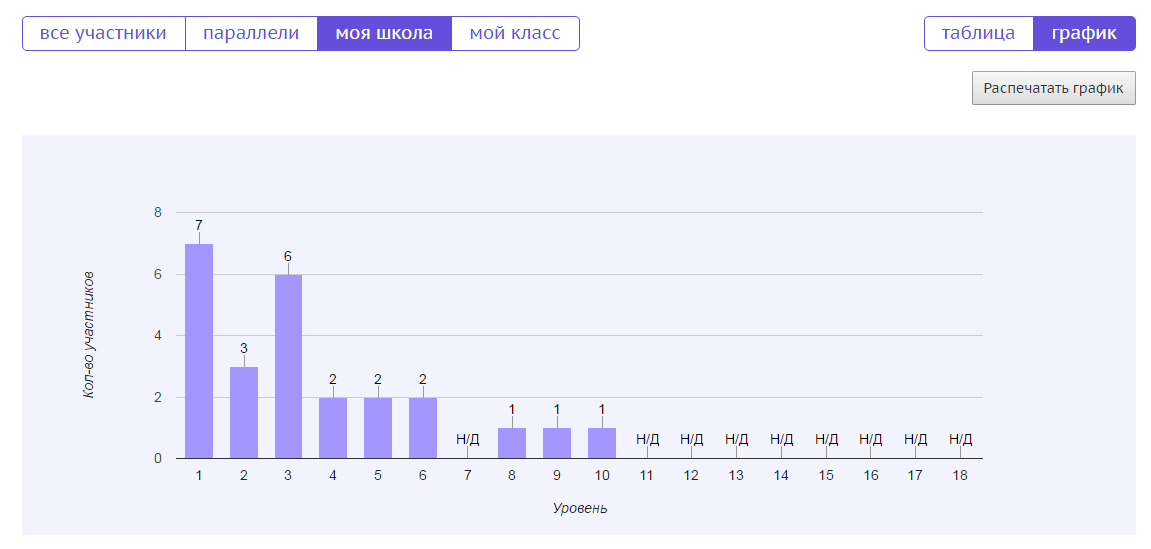 все участники параллели моя школа мой класс таблица график
Распечатать график
8
7
6
6
Кол-во участников
4
3
2 2 2
2
1 1 1
Н/Д Н/Д Н/Д Н/Д Н/Д Н/Д Н/Д Н/Д Н/Д
0
1 2 3 4 5 6 7 8 9 10 11 12 13 14 15 16 17 18
Уровень